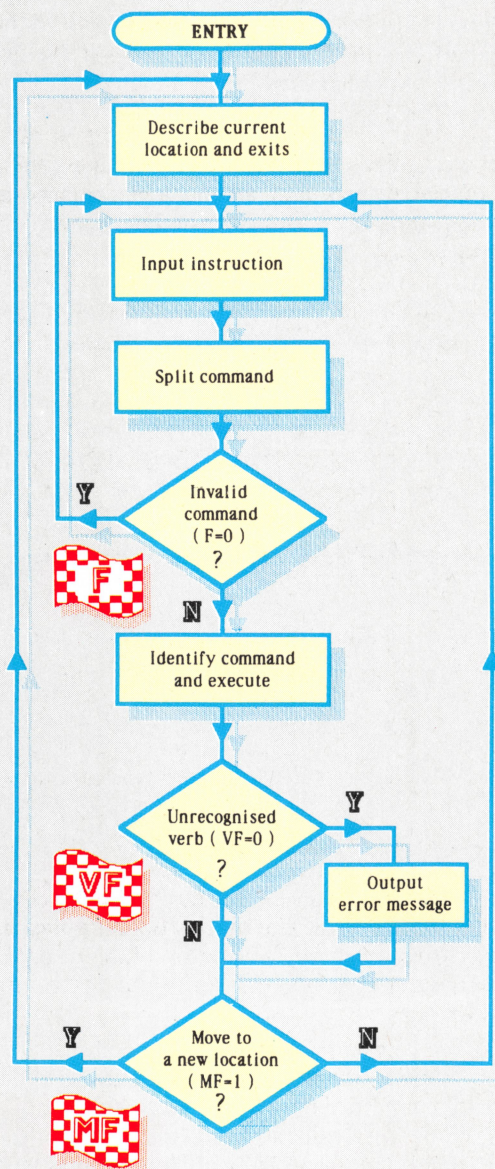 ENTRY
Describe current
location and exits
Input instruction
Split command
Y
Invalid
command
( F=0 )
?
F
N
Identify command
and execute
Unrecognised
verb ( VF=0 )
?
Y
VF
Output
error message
N
Y
Move to
a new location
( MF=1 )
?
N
MF